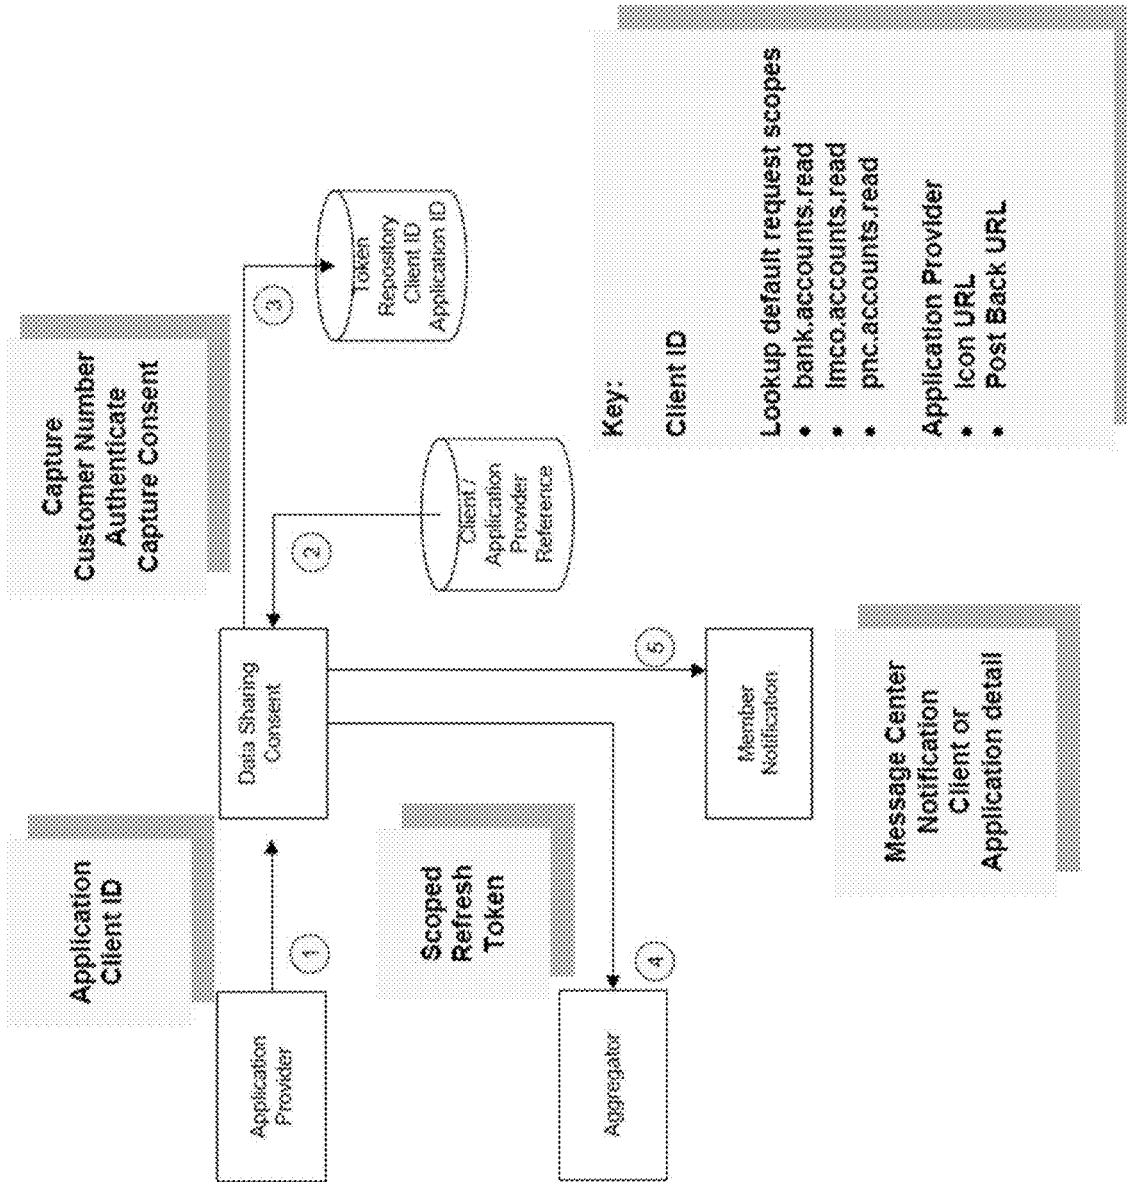 Application
Client ID
Capture
Customer Number
Authenticate
Capture Consent
Application
Provider
1
Data Sharing
Consent
3
Token
Repository
Client ID
Application ID
2
Client /
Application
Provider
Reference
Scoped
Refresh
Token
Aggregator
4
5
Member
Notification
Message Center
Notification
Client or
Application detail
Key:
Client ID
Lookup default request scopes
• bank.accounts.read
• Imco.accounts.read
• pnc.accounts.read
Application Provider
• Icon URL
• Post Back URL